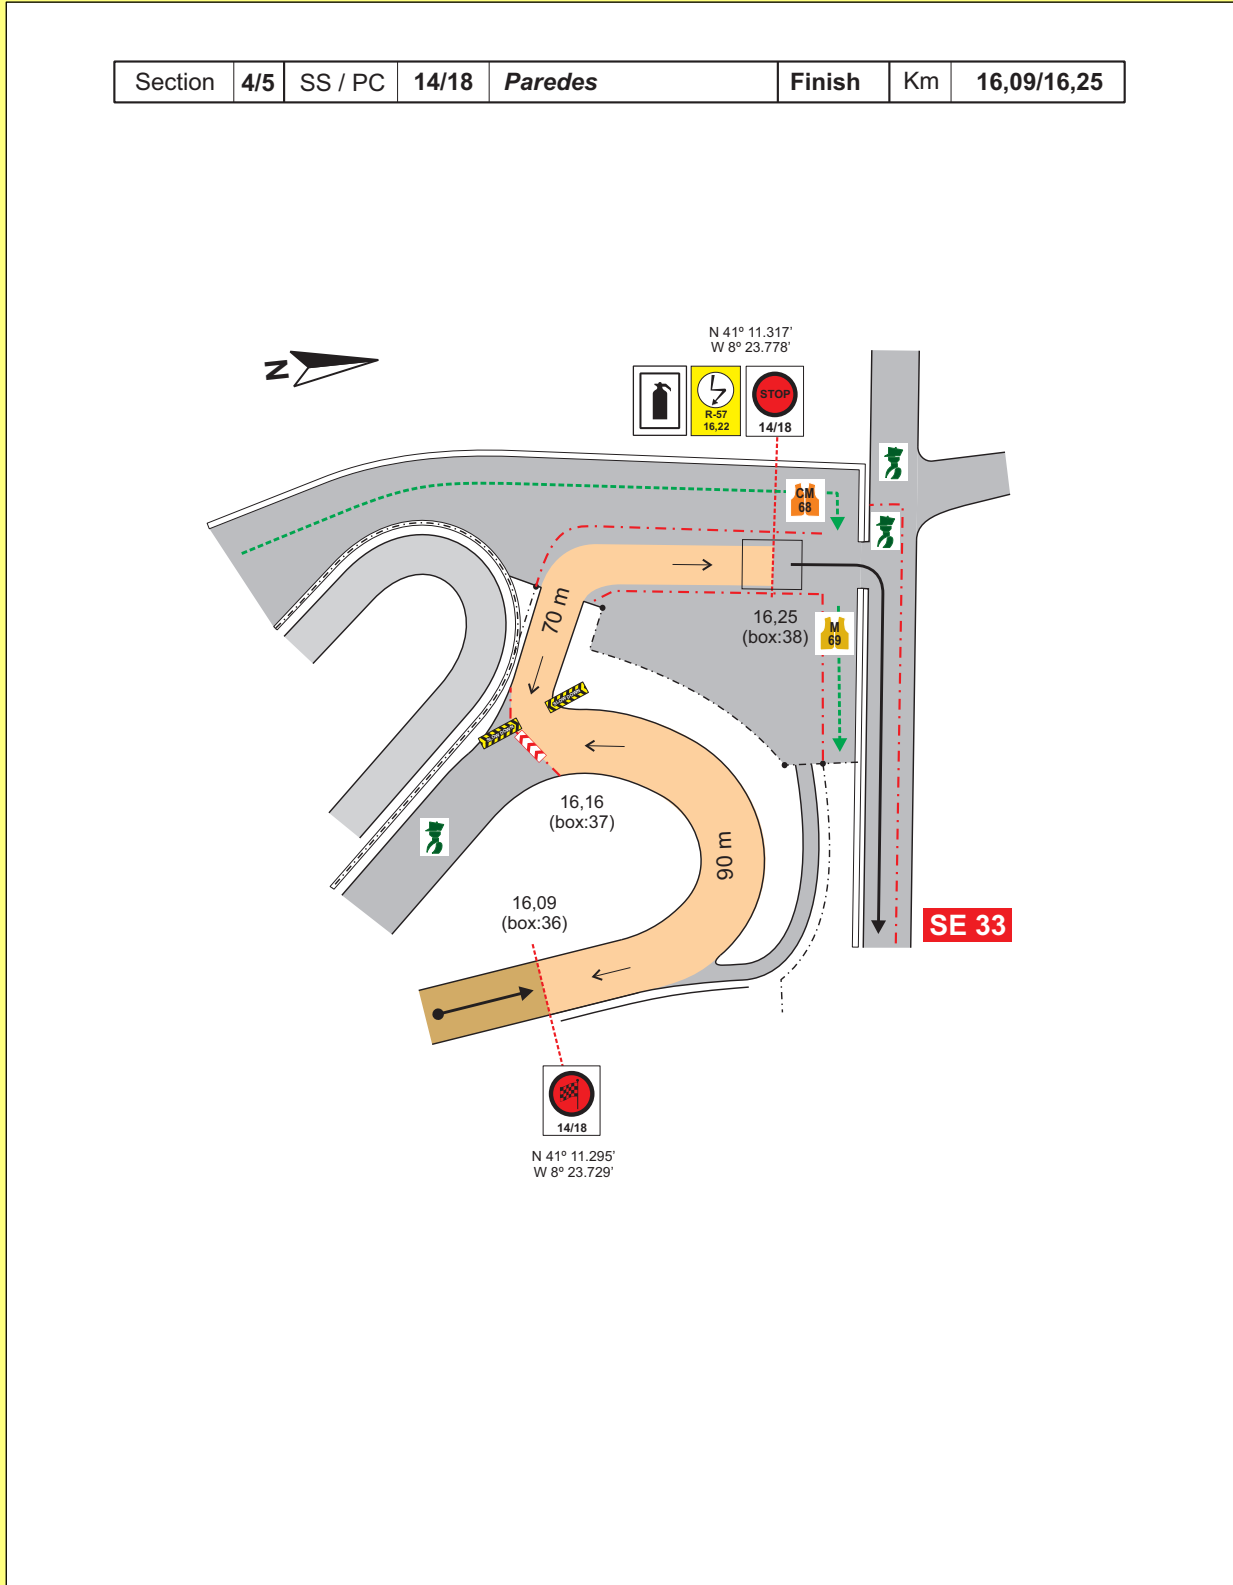 Section 4/5 SS / PC 14/18 Paredes Finish Km 16,09/16,25
N 41º 11.317'
W 8º 23.778'
N
R-57
16,22
STOP
14/18
CM
68
70 m
16,25
(box:38)
M
69
16,16
(box:37)
90 m
16,09
(box:36)
SE 33
14/18
N 41º 11.295'
W 8º 23.729'